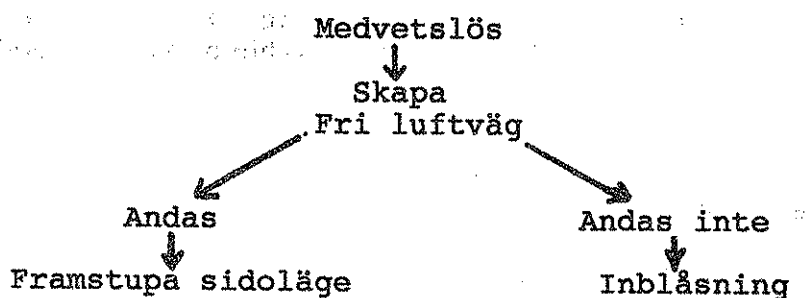 Medvetslös
Skapa
Fri luftväg
Andas
Andas inte
Framstupa sidoläge
Inblåsning